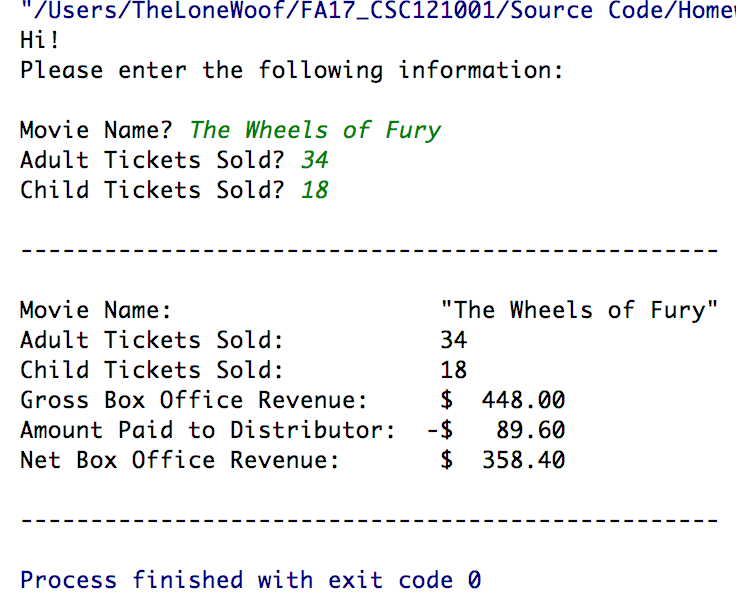 "/Users/TheLoneWoof/FA17_CSC121001/Source Code/Home
Hi!
Please enter the following information:
Movie Name? The Wheels of Fury
Adult Tickets Sold? 34
Child Tickets Sold? 18
--------------------------------------------------
Movie Name:                   "The Wheels of Fury"
Adult Tickets Sold:           34
Child Tickets Sold:           18
Gross Box Office Revenue:     $  448.00
Amount Paid to Distributor:  -$   89.60
Net Box Office Revenue:       $  358.40
--------------------------------------------------
Process finished with exit code 0